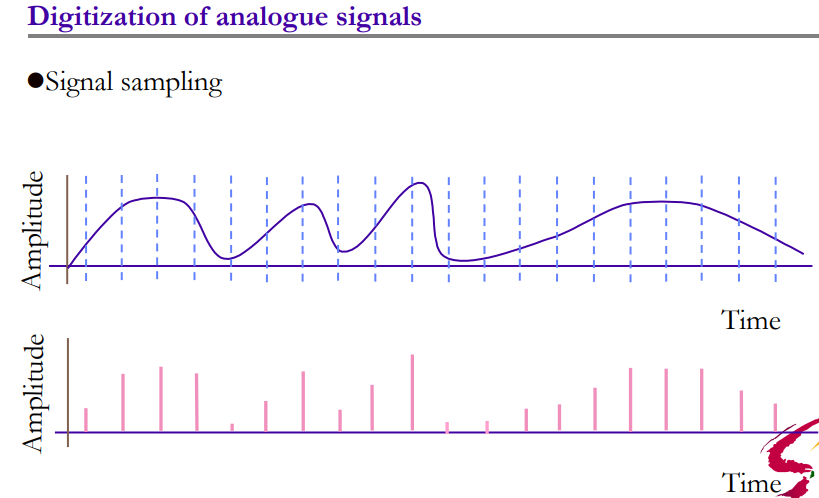 Digitization of analogue signals
●Signal sampling
Amplitude
Time
Amplitude
Time